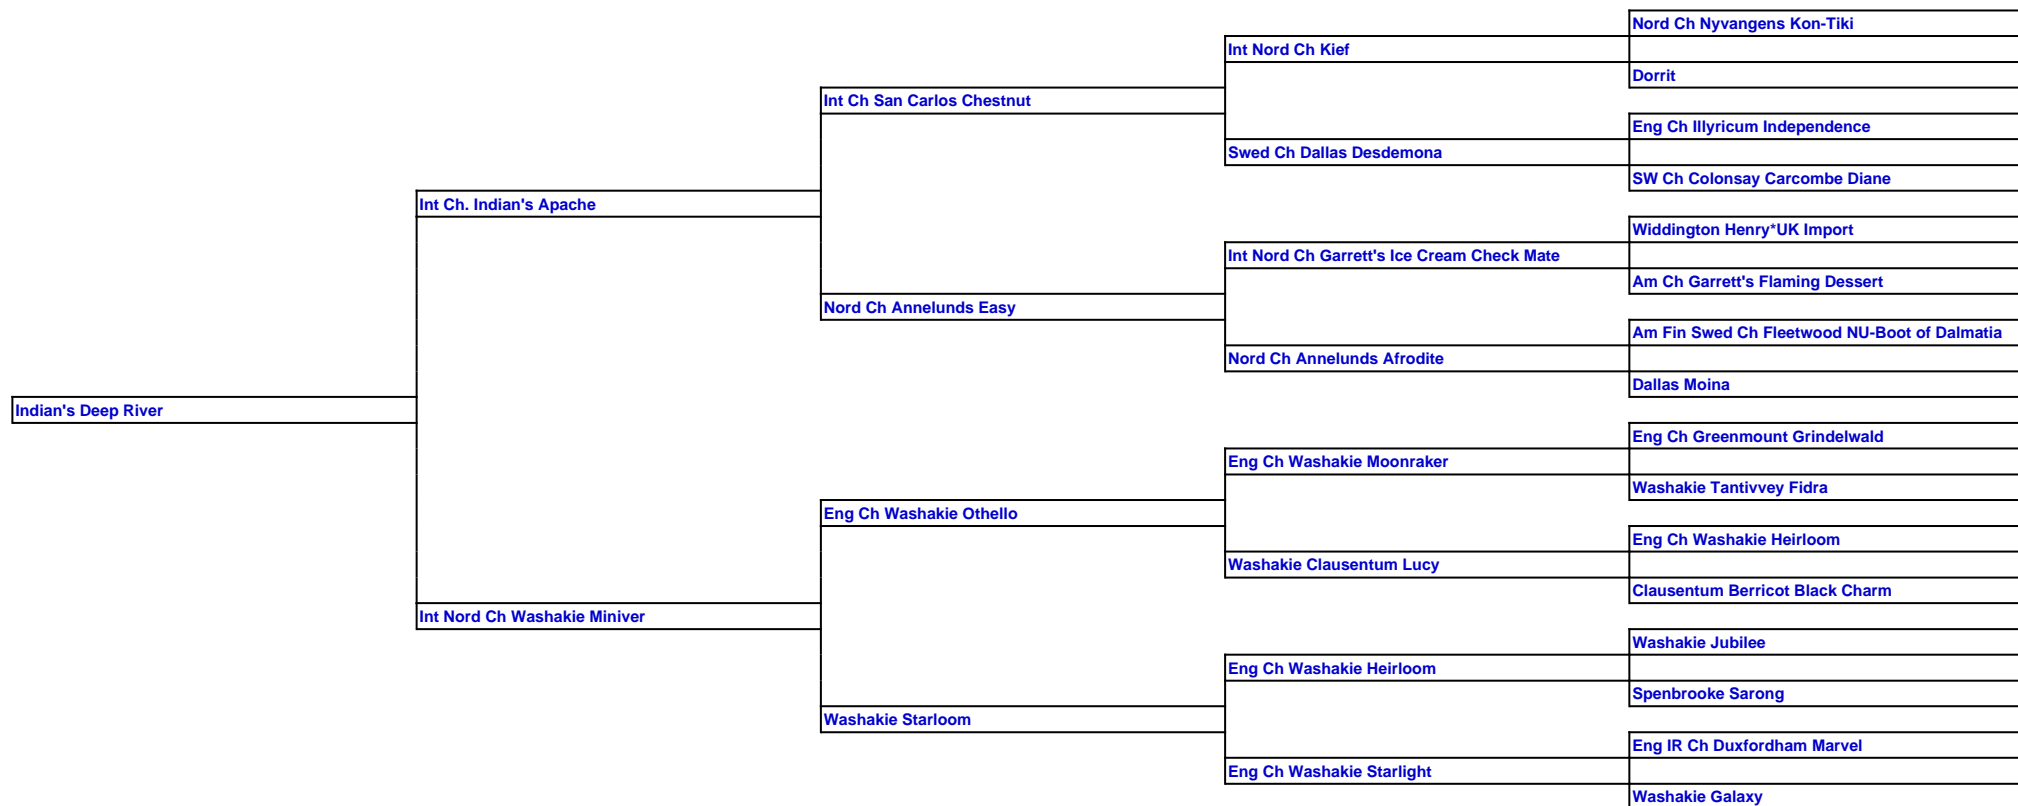 Nord Ch Nyvangens Kon-Tiki
Int Nord Ch Kief
Dorrit
Int Ch San Carlos Chestnut
Eng Ch Illyricum Independence
Swed Ch Dallas Desdemona
SW Ch Colonsay Carcombe Diane
Int Ch. Indian's Apache
Widdington Henry*UK Import
Int Nord Ch Garrett's Ice Cream Check Mate
Am Ch Garrett's Flaming Dessert
Nord Ch Annelunds Easy
Am Fin Swed Ch Fleetwood NU-Boot of Dalmatia
Nord Ch Annelunds Afrodite
Dallas Moina
Indian's Deep River
Eng Ch Greenmount Grindelwald
Eng Ch Washakie Moonraker
Washakie Tantivvey Fidra
Eng Ch Washakie Othello
Eng Ch Washakie Heirloom
Washakie Clausentum Lucy
Clausentum Berricot Black Charm
Int Nord Ch Washakie Miniver
Washakie Jubilee
Eng Ch Washakie Heirloom
Spenbrooke Sarong
Washakie Starloom
Eng IR Ch Duxfordham Marvel
Eng Ch Washakie Starlight
Washakie Galaxy